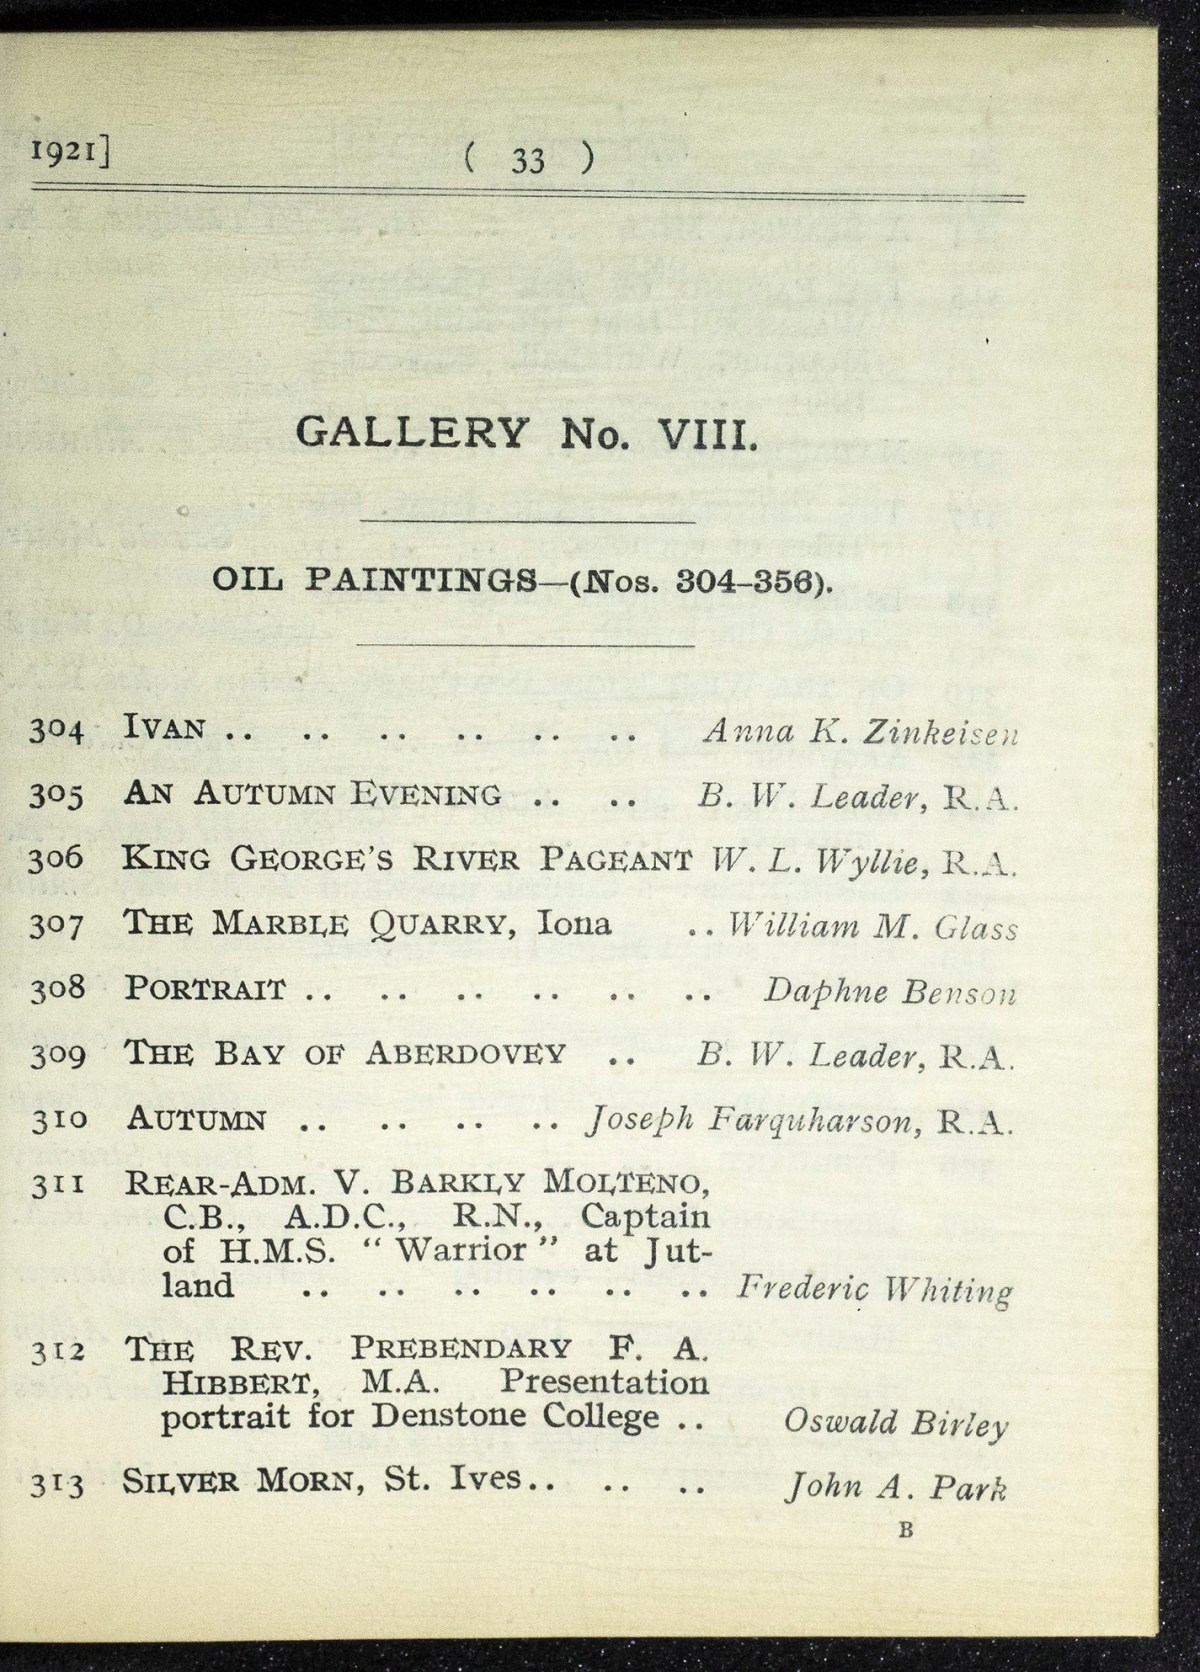 1921] ( 33 )
GALLERY No. VIII.
OIL PAINTINGS—(Nos. 304–356).
304 IVAN .. .. .. .. .. .. Anna K. Zinkeisen
305 AN AUTUMN EVENING .. .. B. W. Leader, R.A.
306 KING GEORGE'S RIVER PAGEANT W. L. Wyllie, R.A.
307 THE MARBLE QUARRY, Iona .. William M. Glass
308 PORTRAIT .. .. .. .. .. .. Daphne Benson
309 THE BAY OF ABERDOVEY .. B. W. Leader, R.A.
310 AUTUMN .. .. .. .. Joseph Farquharson, R.A.
311 REAR-ADM. V. BARKLY MOLTENO,
C.B., A.D.C., R.N., Captain
of H.M.S. “ Warrior ” at Jut-
land .. .. .. .. .. .. Frederic Whiting
312 THE REV. PREBENDARY F. A.
HIBBERT, M.A. Presentation
portrait for Denstone College .. Oswald Birley
313 SILVER MORN, St. Ives.. .. .. John A. Park
B